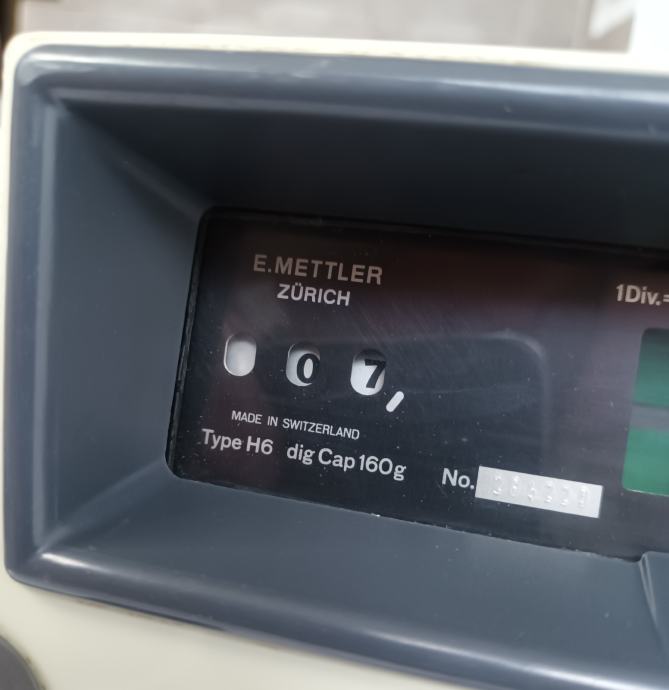 E.METTLER
ZÜRICH
1Div.=
0 7,
MADE IN SWITZERLAND
Type H6 dig Cap 160g
No.